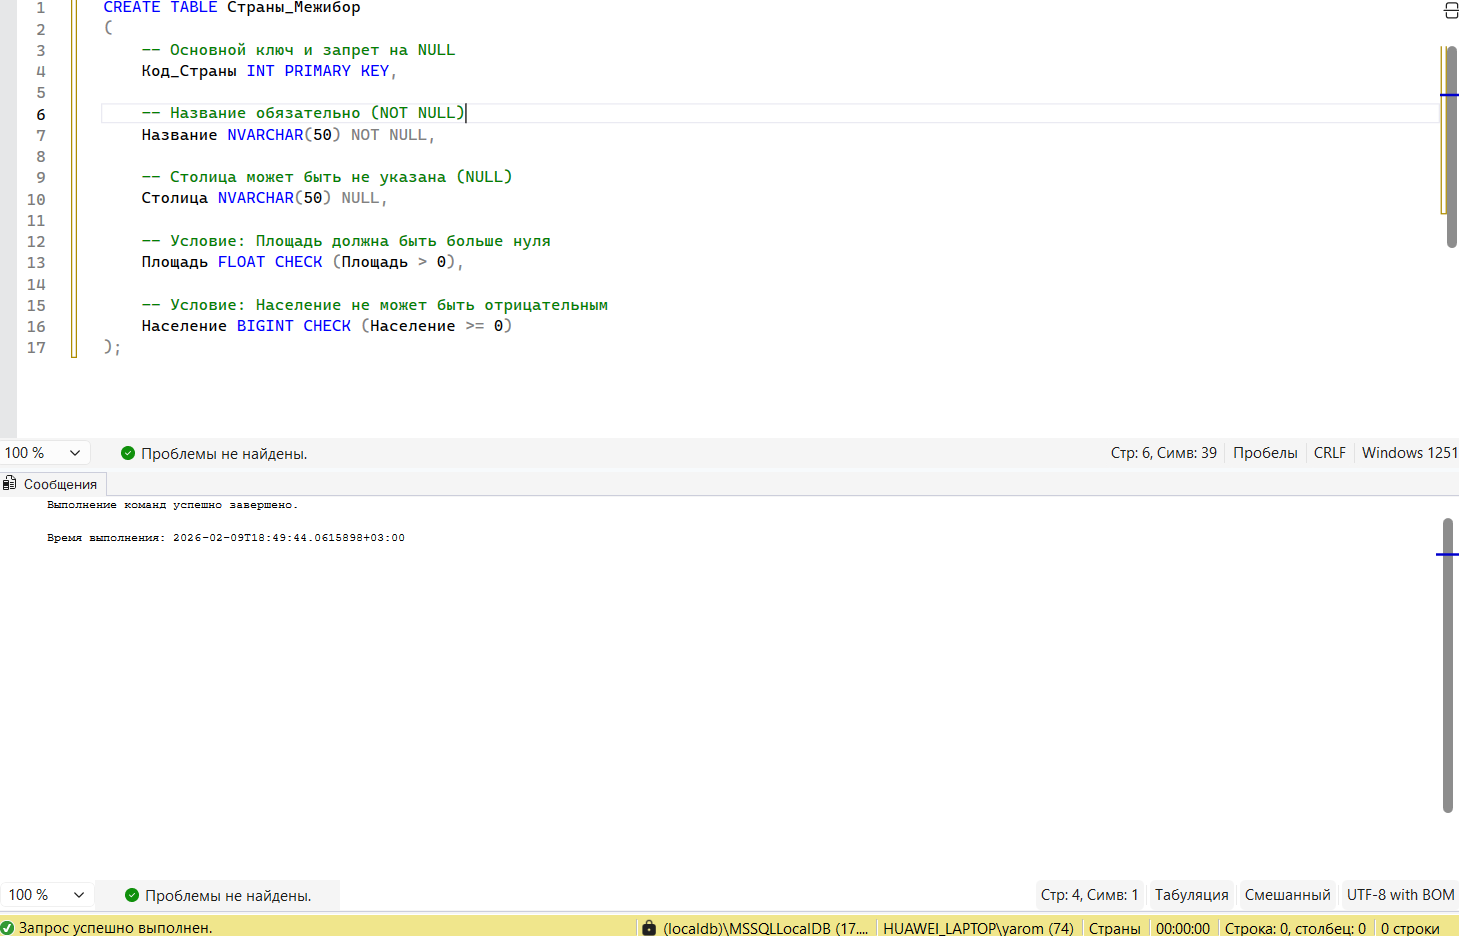 1 CREATE TABLE Страны_Межибор
2 (
3 -- Основной ключ и запрет на NULL
4 Код_Страны INT PRIMARY KEY,
5
6 -- Название обязательно (NOT NULL)
7 Название NVARCHAR(50) NOT NULL,
8
9 -- Столица может быть не указана (NULL)
10 Столица NVARCHAR(50) NULL,
11
12 -- Условие: Площадь должна быть больше нуля
13 Площадь FLOAT CHECK (Площадь > 0),
14
15 -- Условие: Население не может быть отрицательным
16 Население BIGINT CHECK (Население >= 0)
17 );
100 % Проблемы не найдены. Стр: 6, Симв: 39 Пробелы CRLF Windows 1251
Сообщения
Выполнение команд успешно завершено.
Время выполнения: 2026-02-09T18:49:44.0615898+03:00
100 % Проблемы не найдены. Стр: 4, Симв: 1 Табуляция Смешанный UTF-8 with BOM
Запрос успешно выполнен. (localdb)\MSSQLLocalDB (17.... HUAWEI_LAPTOP\yarom (74) Страны 00:00:00 Строка: 0, столбец: 0 0 строки